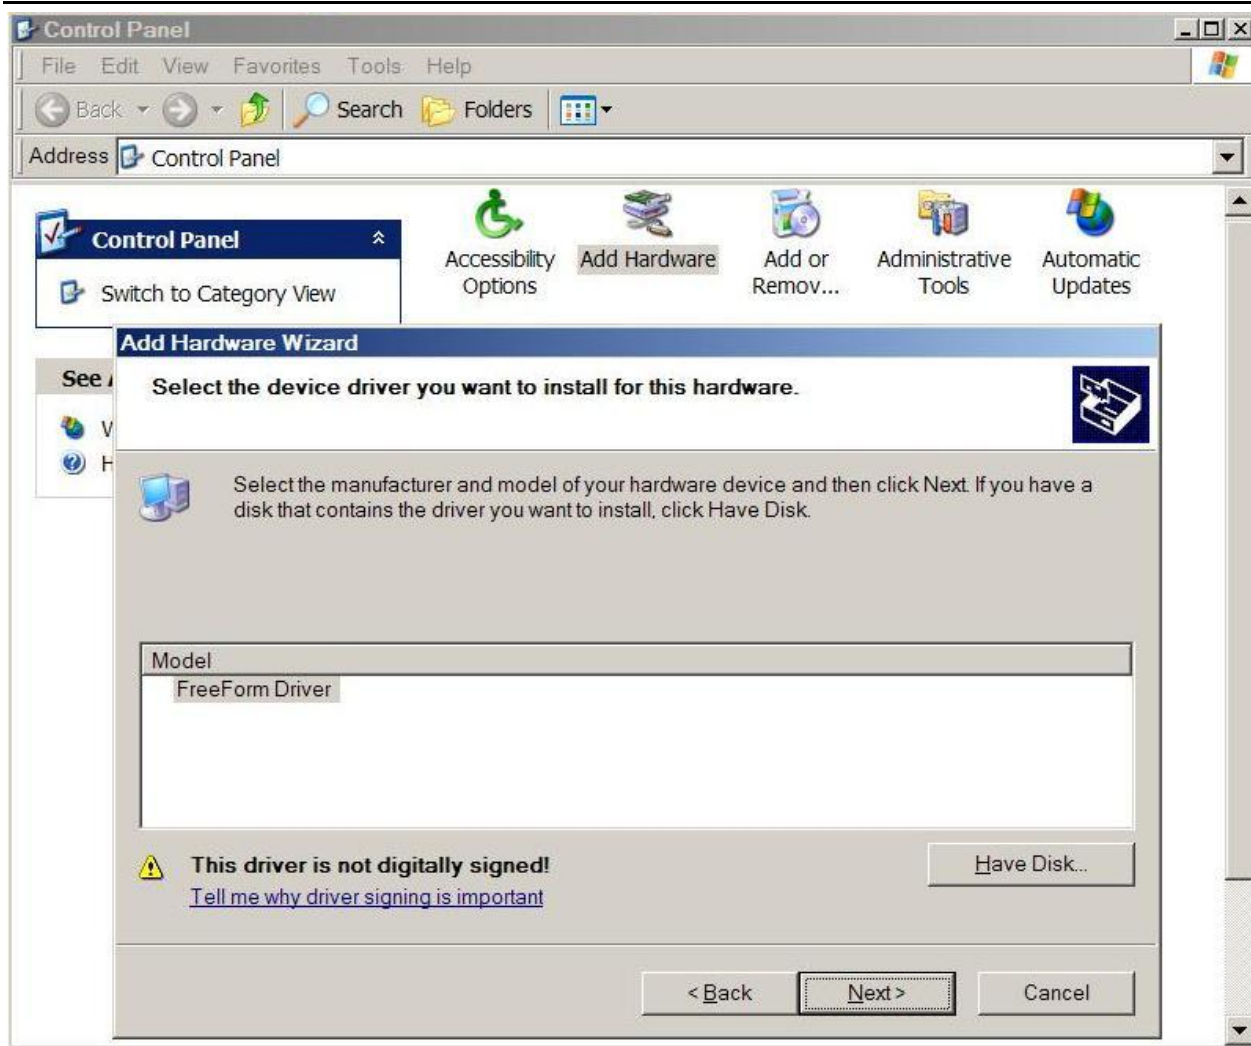 Control Panel
File Edit View Favorites Tools Help
Back Search Folders
Address Control Panel
Control Panel
Switch to Category View
Accessibility Options
Add Hardware
Add or Remov...
Administrative Tools
Automatic Updates
See
Add Hardware Wizard
Select the device driver you want to install for this hardware.
Select the manufacturer and model of your hardware device and then click Next. If you have a
disk that contains the driver you want to install, click Have Disk.
Model
FreeForm Driver
This driver is not digitally signed!
Have Disk...
Tell me why driver signing is important
< Back Next > Cancel